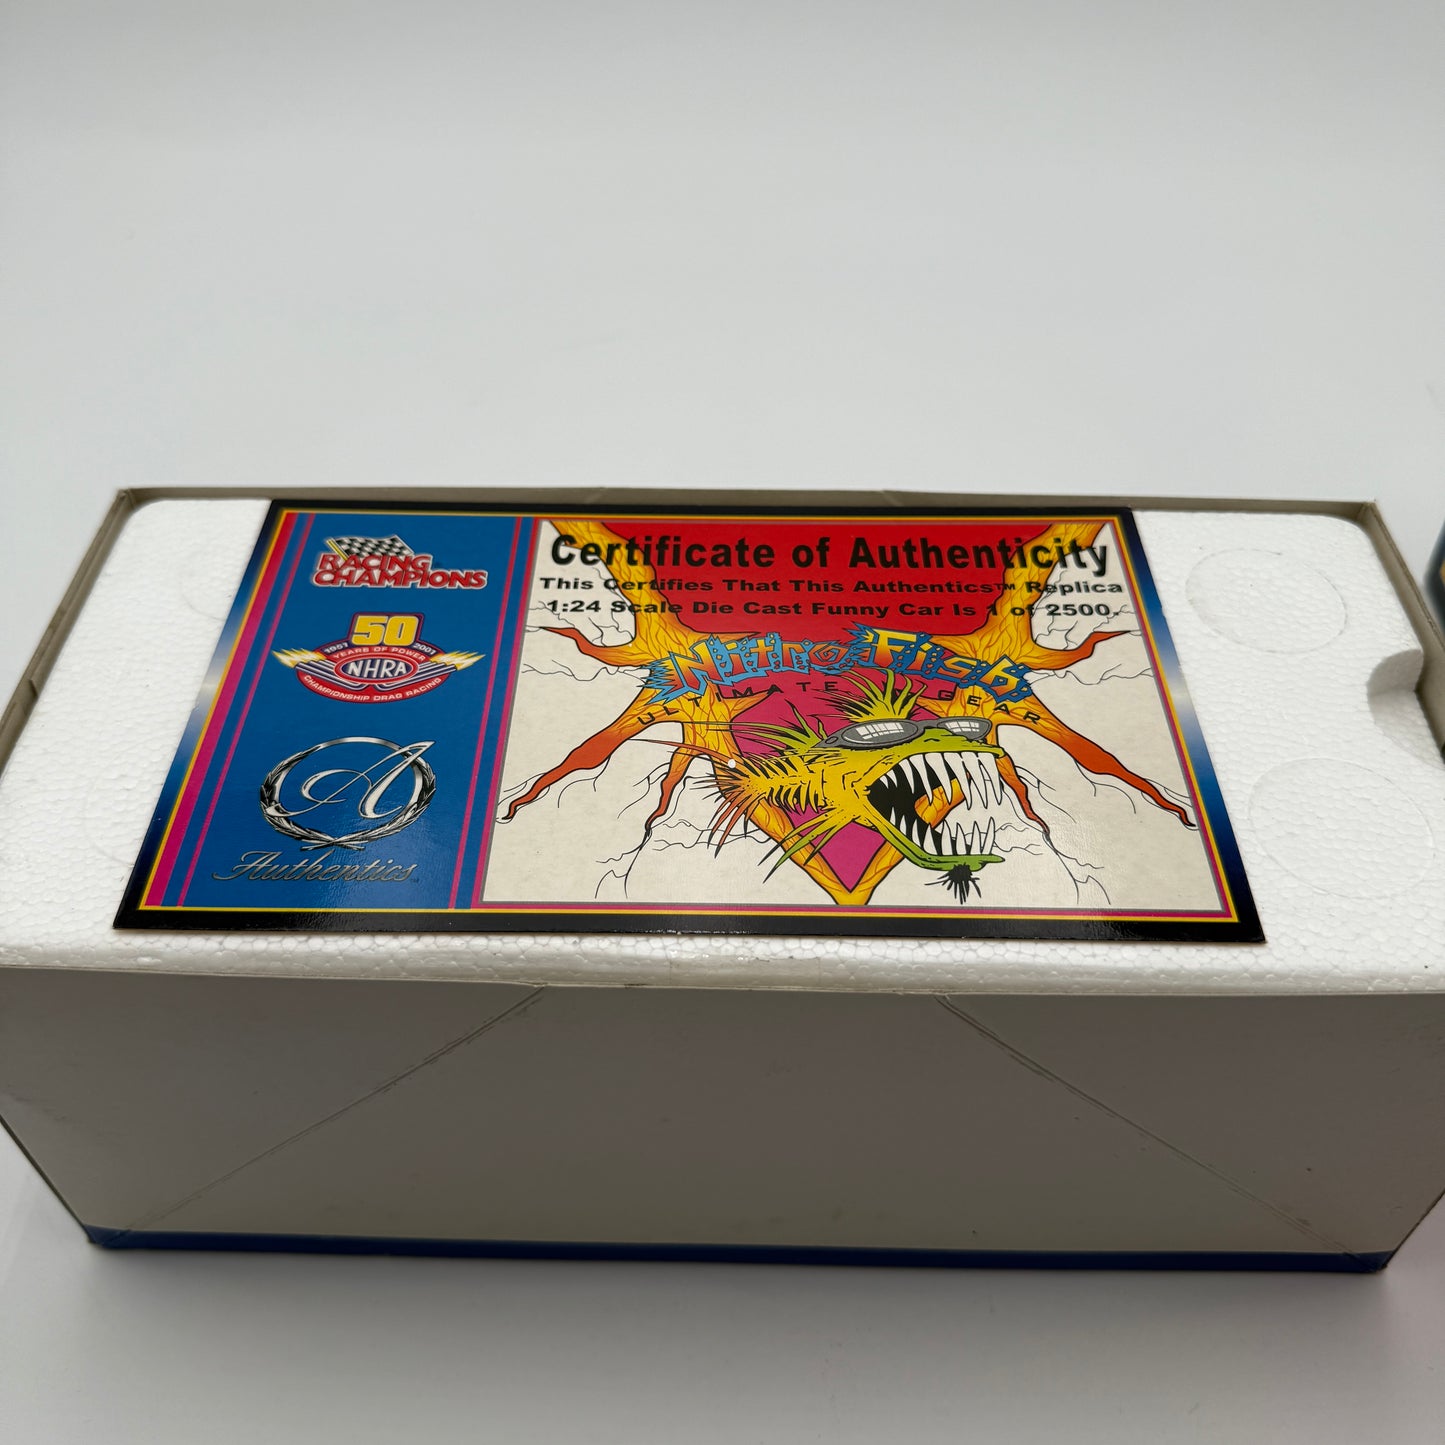 RACING
CHAMPIONS®
50
1951 2001
YEARS OF POWER
NHRA
CHAMPIONSHIP DRAG RACING
A
Authentics™
Certificate of Authenticity
This Certifies That This Authentics™ Replica
1:24 Scale Die Cast Funny Car Is 1 of 2500.
Nitro Fish
ULTIMATE GEAR